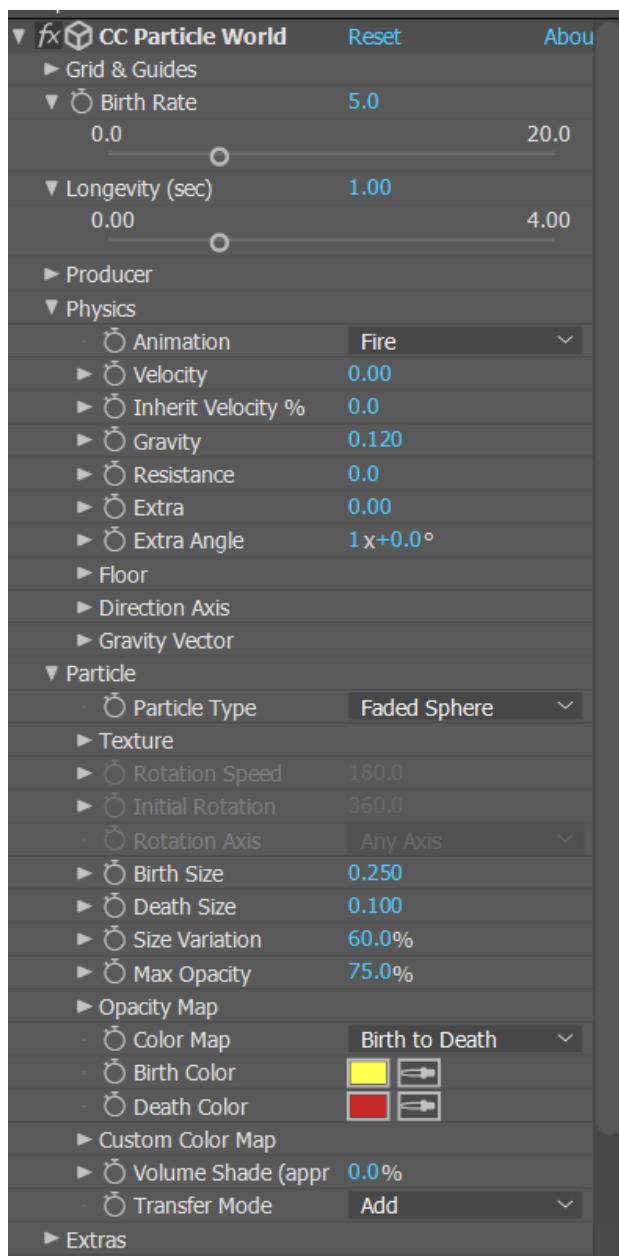 fx CC Particle World Reset Abou
Grid & Guides
Birth Rate 5.0
0.0 20.0
Longevity (sec) 1.00
0.00 4.00
Producer
Physics
Animation Fire
Velocity 0.00
Inherit Velocity % 0.0
Gravity 0.120
Resistance 0.0
Extra 0.00
Extra Angle 1x+0.0°
Floor
Direction Axis
Gravity Vector
Particle
Particle Type Faded Sphere
Texture
Rotation Speed 180.0
Initial Rotation 360.0
Rotation Axis Any Axis
Birth Size 0.250
Death Size 0.100
Size Variation 60.0%
Max Opacity 75.0%
Opacity Map
Color Map Birth to Death
Birth Color
Death Color
Custom Color Map
Volume Shade (appr 0.0%
Transfer Mode Add
Extras